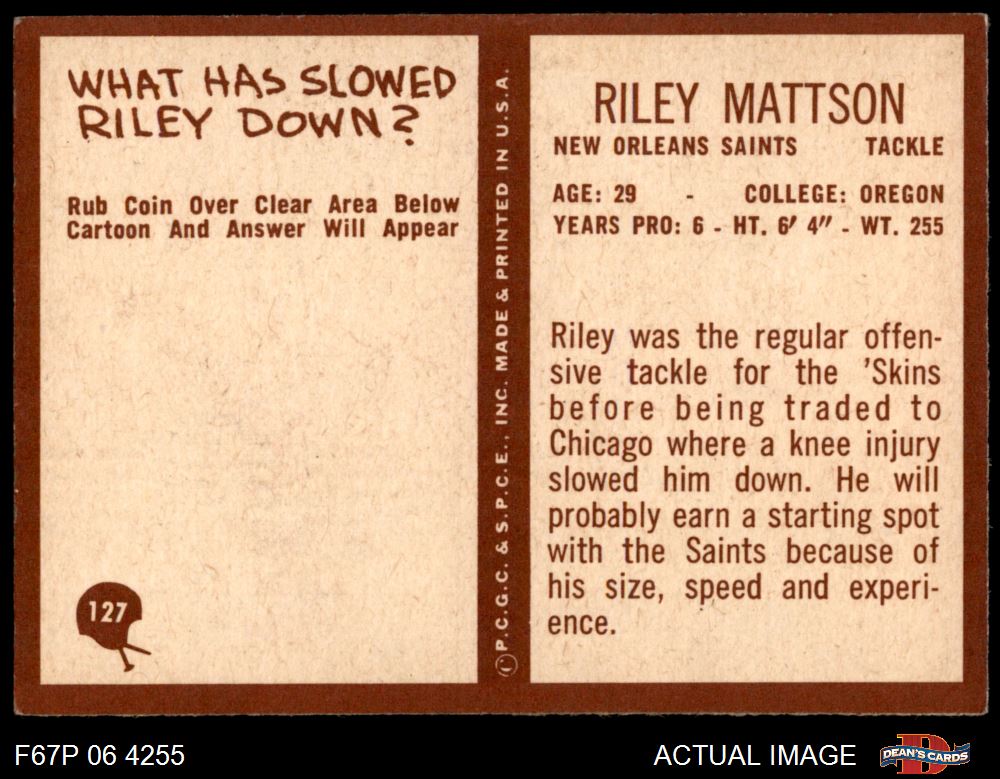 WHAT HAS SLOWED
RILEY DOWN?
Rub Coin Over Clear Area Below
Cartoon And Answer Will Appear
127
© P.C.G.C. & S.P.C.E., INC. MADE & PRINTED IN U.S.A.
RILEY MATTSON
NEW ORLEANS SAINTS TACKLE
AGE: 29 - COLLEGE: OREGON
YEARS PRO: 6 - HT. 6' 4" - WT. 255
Riley was the regular offen-
sive tackle for the 'Skins
before being traded to
Chicago where a knee injury
slowed him down. He will
probably earn a starting spot
with the Saints because of
his size, speed and experi-
ence.
F67P 06 4255
ACTUAL IMAGE
DEAN'S CARDS